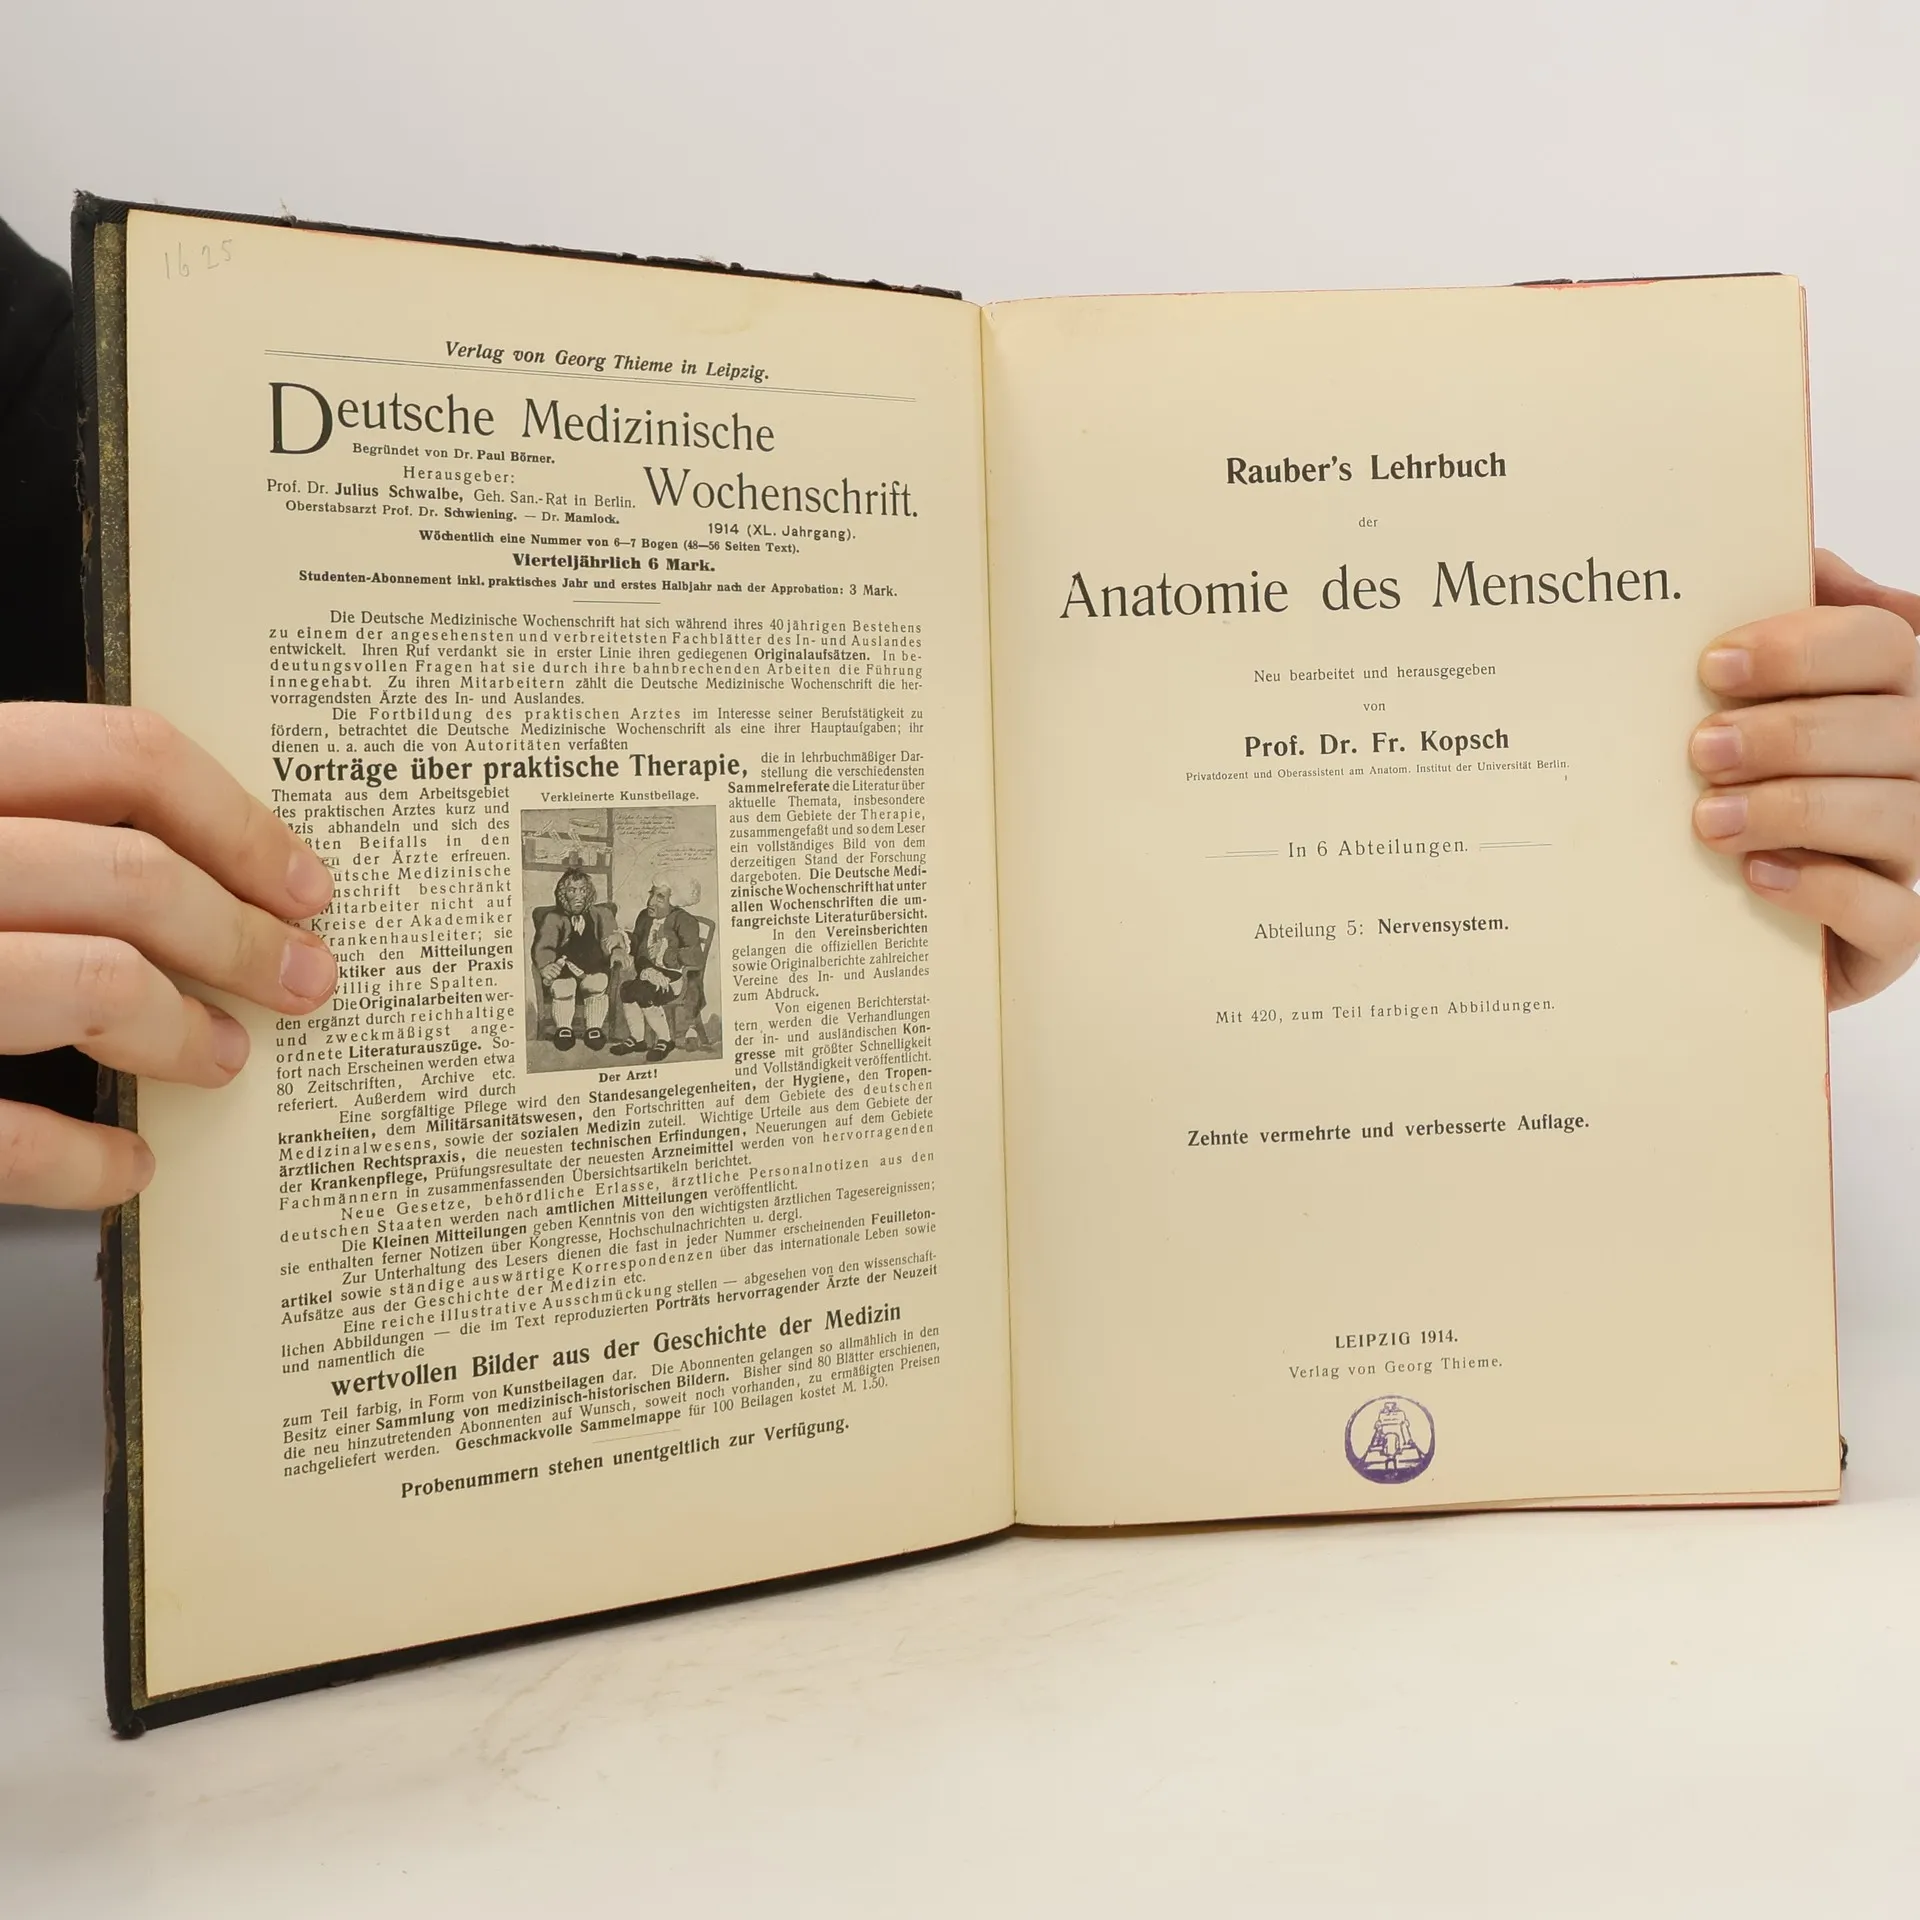 16 25
Verlag von Georg Thieme in Leipzig.
Deutsche Medizinische
Begründet von Dr. Paul Börner.
Herausgeber:
Prof. Dr. Julius Schwalbe, Geh. San.-Rat in Berlin.
Oberstabsarzt Prof. Dr. Schwiening. — Dr. Mamlock.
Wochenschrift.
1914 (XL. Jahrgang).
Wöchentlich eine Nummer von 6—7 Bogen (48—56 Seiten Text).
Vierteljährlich 6 Mark.
Studenten-Abonnement inkl. praktisches Jahr und erstes Halbjahr nach der Approbation: 3 Mark.
Die Deutsche Medizinische Wochenschrift hat sich während ihres 40jährigen Bestehens
zu einem der angesehensten und verbreitetsten Fachblätter des In- und Auslandes
entwickelt. Ihren Ruf verdankt sie in erster Linie ihren gediegenen Originalaufsätzen. In be-
deutungsvollen Fragen hat sie durch ihre bahnbrechenden Arbeiten die Führung
innegehabt. Zu ihren Mitarbeitern zählt die Deutsche Medizinische Wochenschrift die her-
vorragendsten Ärzte des In- und Auslandes.
Die Fortbildung des praktischen Arztes im Interesse seiner Berufstätigkeit zu
fördern, betrachtet die Deutsche Medizinische Wochenschrift als eine ihrer Hauptaufgaben; ihr
dienen u. a. auch die von Autoritäten verfaßten
Vorträge über praktische Therapie,
die in lehrbuchmäßiger Dar-
stellung die verschiedensten
Themata aus dem Arbeitsgebiet
des praktischen Arztes kurz und
abhandeln und sich des
Beifalls in den
der Ärzte erfreuen.
Medizinische
beschränkt
Mitarbeiter nicht auf
Kreise der Akademiker
Krankenhausleiter; sie
auch den Mitteilungen
aus der Praxis
willig ihre Spalten.
Die Originalarbeiten wer-
den ergänzt durch reichhaltige
und zweckmäßigst ange-
ordnete Literaturauszüge. So-
fort nach Erscheinen werden etwa
80 Zeitschriften, Archive etc.
referiert. Außerdem wird durch
Verkleinerte Kunstbeilage.
Der Arzt!
Sammelreferate die Literatur über
aktuelle Themata, insbesondere
aus dem Gebiete der Therapie,
zusammengefaßt und so dem Leser
ein vollständiges Bild von dem
derzeitigen Stand der Forschung
dargeboten. Die Deutsche Medi-
zinische Wochenschrift hat unter
allen Wochenschriften die um-
fangreichste Literaturübersicht.
In den Vereinsberichten
gelangen die offiziellen Berichte
sowie Originalberichte zahlreicher
Vereine des In- und Auslandes
zum Abdruck.
Von eigenen Berichterstat-
tern werden die Verhandlungen
der in- und ausländischen Kon-
gresse mit größter Schnelligkeit
und Vollständigkeit veröffentlicht.
Eine sorgfältige Pflege wird den Standesangelegenheiten, der Hygiene, den Tropen-
krankheiten, dem Militärsanitätswesen, den Fortschritten auf dem Gebiete des deutschen
Medizinalwesens, sowie der sozialen Medizin zuteil. Wichtige Urteile aus dem Gebiete der
ärztlichen Rechtspraxis, die neuesten technischen Erfindungen, Neuerungen auf dem Gebiete
der Krankenpflege, Prüfungsresultate der neuesten Arzneimittel werden von hervorragenden
Fachmännern in zusammenfassenden Übersichtsartikeln berichtet.
Neue Gesetze, behördliche Erlasse, ärztliche Personalnotizen aus den
deutschen Staaten werden nach amtlichen Mitteilungen veröffentlicht.
Die Kleinen Mitteilungen geben Kenntnis von den wichtigsten ärztlichen Tagesereignissen;
sie enthalten ferner Notizen über Kongresse, Hochschulnachrichten u. dergl.
Zur Unterhaltung des Lesers dienen die fast in jeder Nummer erscheinenden Feuilleton-
artikel sowie ständige auswärtige Korrespondenzen über das internationale Leben sowie
Aufsätze aus der Geschichte der Medizin etc.
Eine reiche illustrative Ausschmückung stellen — abgesehen von den wissenschaft-
lichen Abbildungen — die im Text reproduzierten Porträts hervorragender Ärzte der Neuzeit
und namentlich die
wertvollen Bilder aus der Geschichte der Medizin
zum Teil farbig, in Form von Kunstbeilagen dar. Die Abonnenten gelangen so allmählich in den
Besitz einer Sammlung von medizinisch-historischen Bildern. Bisher sind 80 Blätter erschienen,
die neu hinzutretenden Abonnenten auf Wunsch, soweit noch vorhanden, zu ermäßigten Preisen
nachgeliefert werden. Geschmackvolle Sammelmappe für 100 Beilagen kostet M. 1.50.
Probenummern stehen unentgeltlich zur Verfügung.
Rauber's Lehrbuch
der
Anatomie des Menschen.
Neu bearbeitet und herausgegeben
von
Prof. Dr. Fr. Kopsch
Privatdozent und Oberassistent am Anatom. Institut der Universität Berlin.
In 6 Abteilungen.
Abteilung 5: Nervensystem.
Mit 420, zum Teil farbigen Abbildungen.
Zehnte vermehrte und verbesserte Auflage.
LEIPZIG 1914.
Verlag von Georg Thieme.